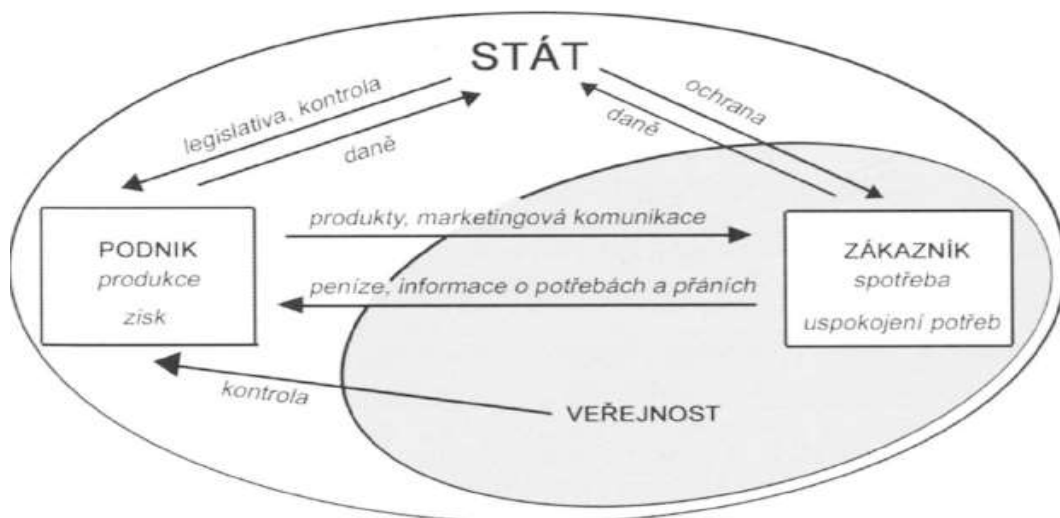 STÁT
legislativa, kontrola
daně
ochrana
daně
produkty, marketingová komunikace
PODNIK
produkce
zisk
ZÁKAZNÍK
spotřeba
uspokojení potřeb
peníze, informace o potřebách a přáních
kontrola
VEŘEJNOST